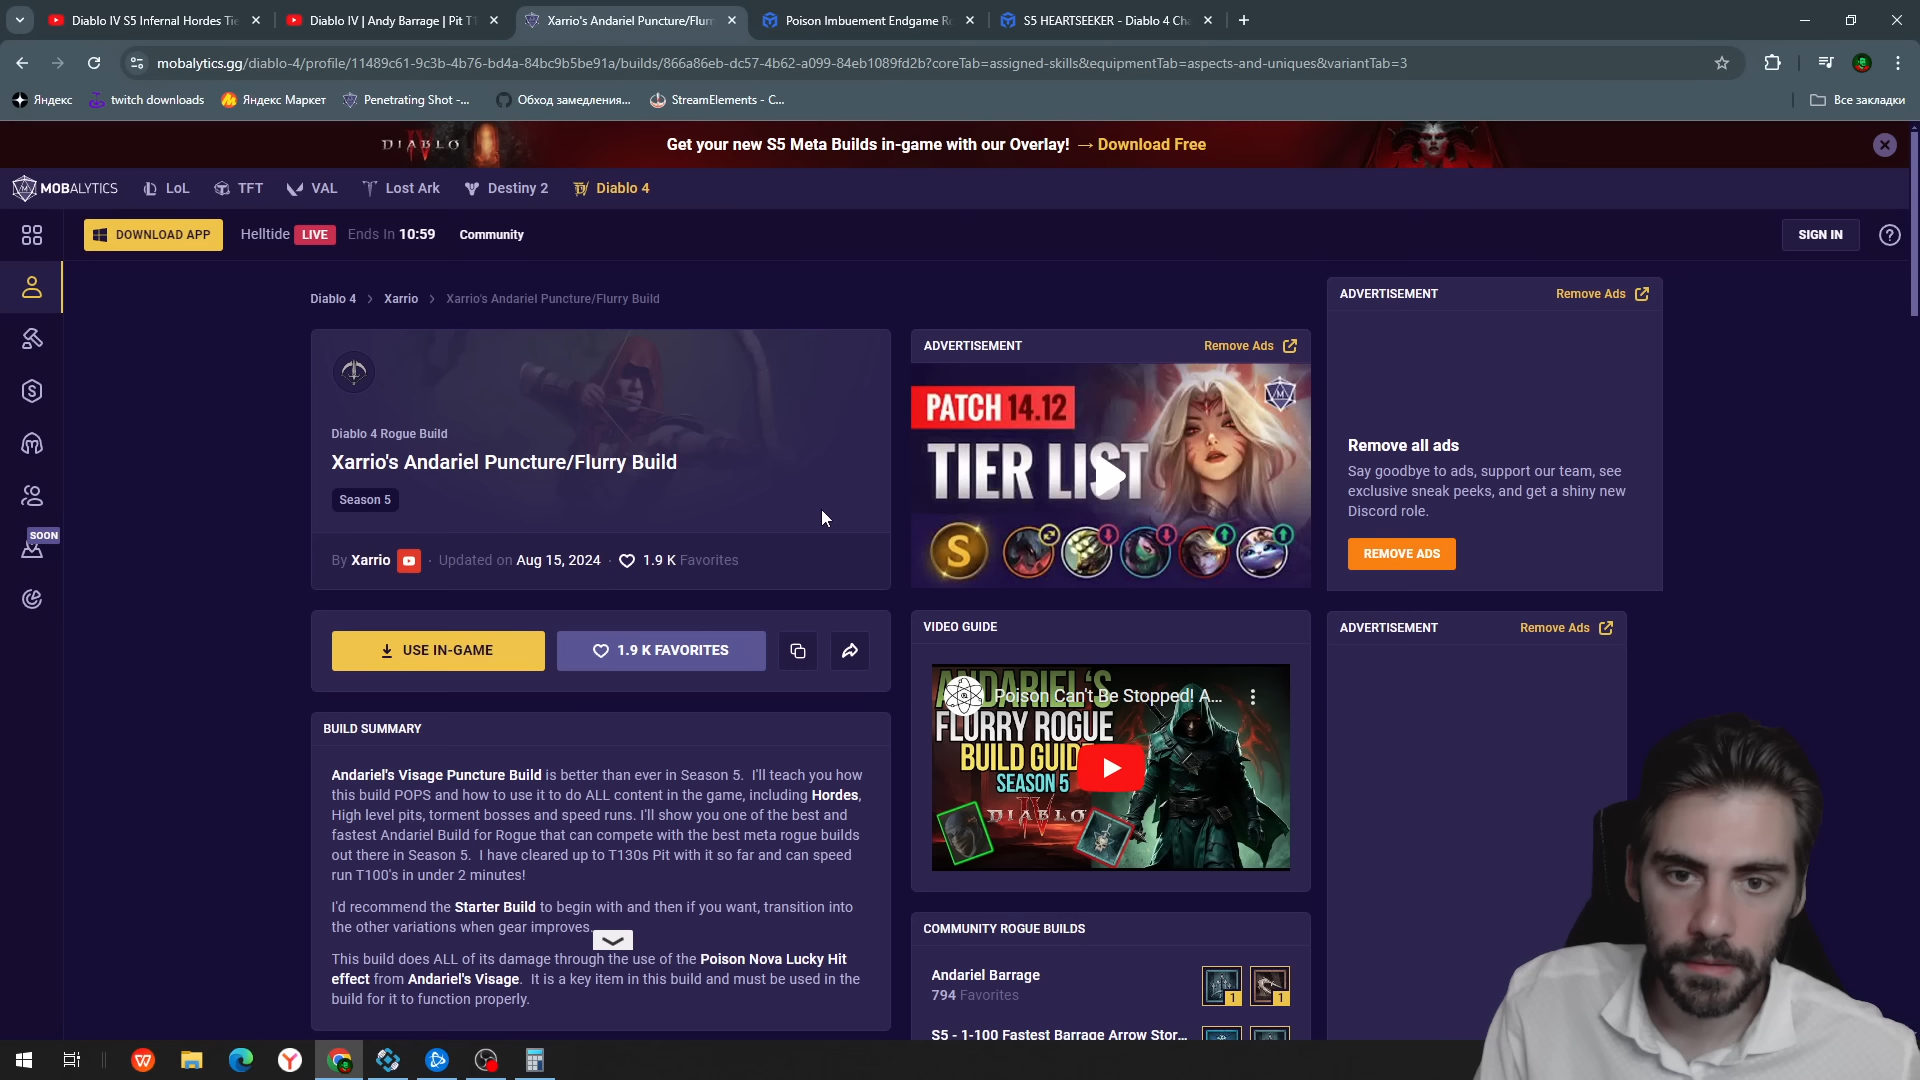 Diablo IV S5 Infernal Hordes Tie
Diablo IV | Andy Barrage | Pit T1
Xarrio's Andariel Puncture/Flurr
Poison Imbuement Endgame R
S5 HEARTSEEKER - Diablo 4 Ch
mobalytics.gg/diablo-4/profile/11489c61-9c3b-4b76-bd4a-84bc9b5be91a/builds/866a86eb-dc57-4b62-a099-84eb1089fd2b?coreTab=assigned-skills&equipmentTab=aspects-and-uniques&variantTab=3
Яндекс
twitch downloads
Яндекс Маркет
Penetrating Shot -...
Обход замедления...
StreamElements - C...
Все закладки
DIABLO
IV
Get your new S5 Meta Builds in-game with our Overlay! → Download Free
MOBALYTICS
LoL
TFT
VAL
Lost Ark
Destiny 2
Diablo 4
DOWNLOAD APP
Helltide LIVE Ends In 10:59
Community
SIGN IN
Diablo 4 > Xarrio > Xarrio's Andariel Puncture/Flurry Build
Diablo 4 Rogue Build
Xarrio's Andariel Puncture/Flurry Build
Season 5
By Xarrio · Updated on Aug 15, 2024 · 1.9 K Favorites
SOON
USE IN-GAME
1.9 K FAVORITES
BUILD SUMMARY
Andariel's Visage Puncture Build is better than ever in Season 5. I'll teach you how
this build POPS and how to use it to do ALL content in the game, including Hordes,
High level pits, torment bosses and speed runs. I'll show you one of the best and
fastest Andariel Build for Rogue that can compete with the best meta rogue builds
out there in Season 5. I have cleared up to T130s Pit with it so far and can speed
run T100's in under 2 minutes!
I'd recommend the Starter Build to begin with and then if you want, transition into
the other variations when gear improves.
This build does ALL of its damage through the use of the Poison Nova Lucky Hit
effect from Andariel's Visage. It is a key item in this build and must be used in the
build for it to function properly.
ADVERTISEMENT
Remove Ads
PATCH 14.12
TIER LIST
S
VIDEO GUIDE
Poison Can't Be Stopped! A...
ANDARIEL'S
FLURRY ROGUE
BUILD GUIDE
SEASON 5
DIABLO
IV
COMMUNITY ROGUE BUILDS
Andariel Barrage
794 Favorites
1
1
S5 - 1-100 Fastest Barrage Arrow Stor...
ADVERTISEMENT
Remove Ads
Remove all ads
Say goodbye to ads, support our team, see
exclusive sneak peeks, and get a shiny new
Discord role.
REMOVE ADS
ADVERTISEMENT
Remove Ads